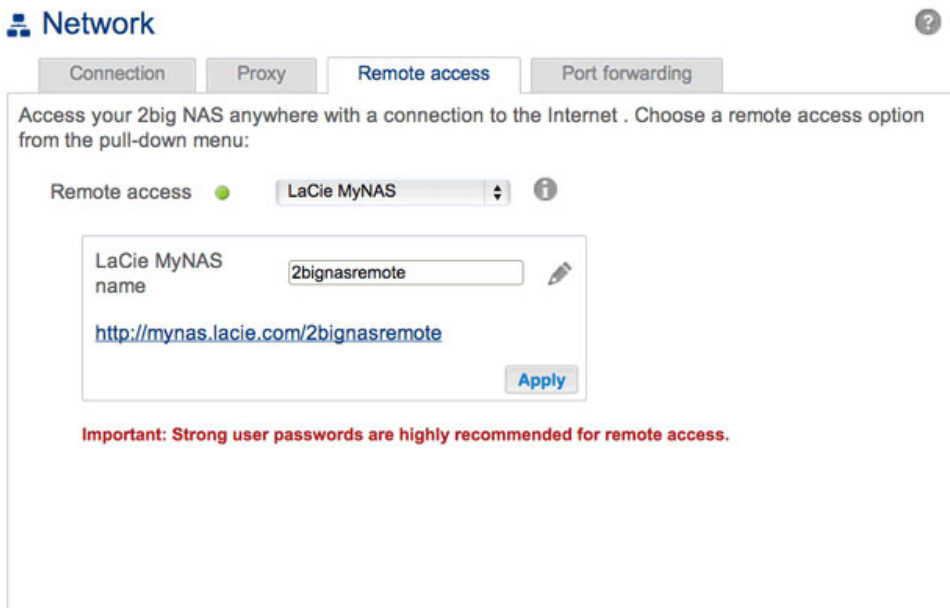 Network
Connection
Proxy
Remote access
Port forwarding
Access your 2big NAS anywhere with a connection to the Internet . Choose a remote access option
from the pull-down menu:
Remote access
LaCie MyNAS
LaCie MyNAS
name
2bignasremote
http://mynas.lacie.com/2bignasremote
Apply
Important: Strong user passwords are highly recommended for remote access.